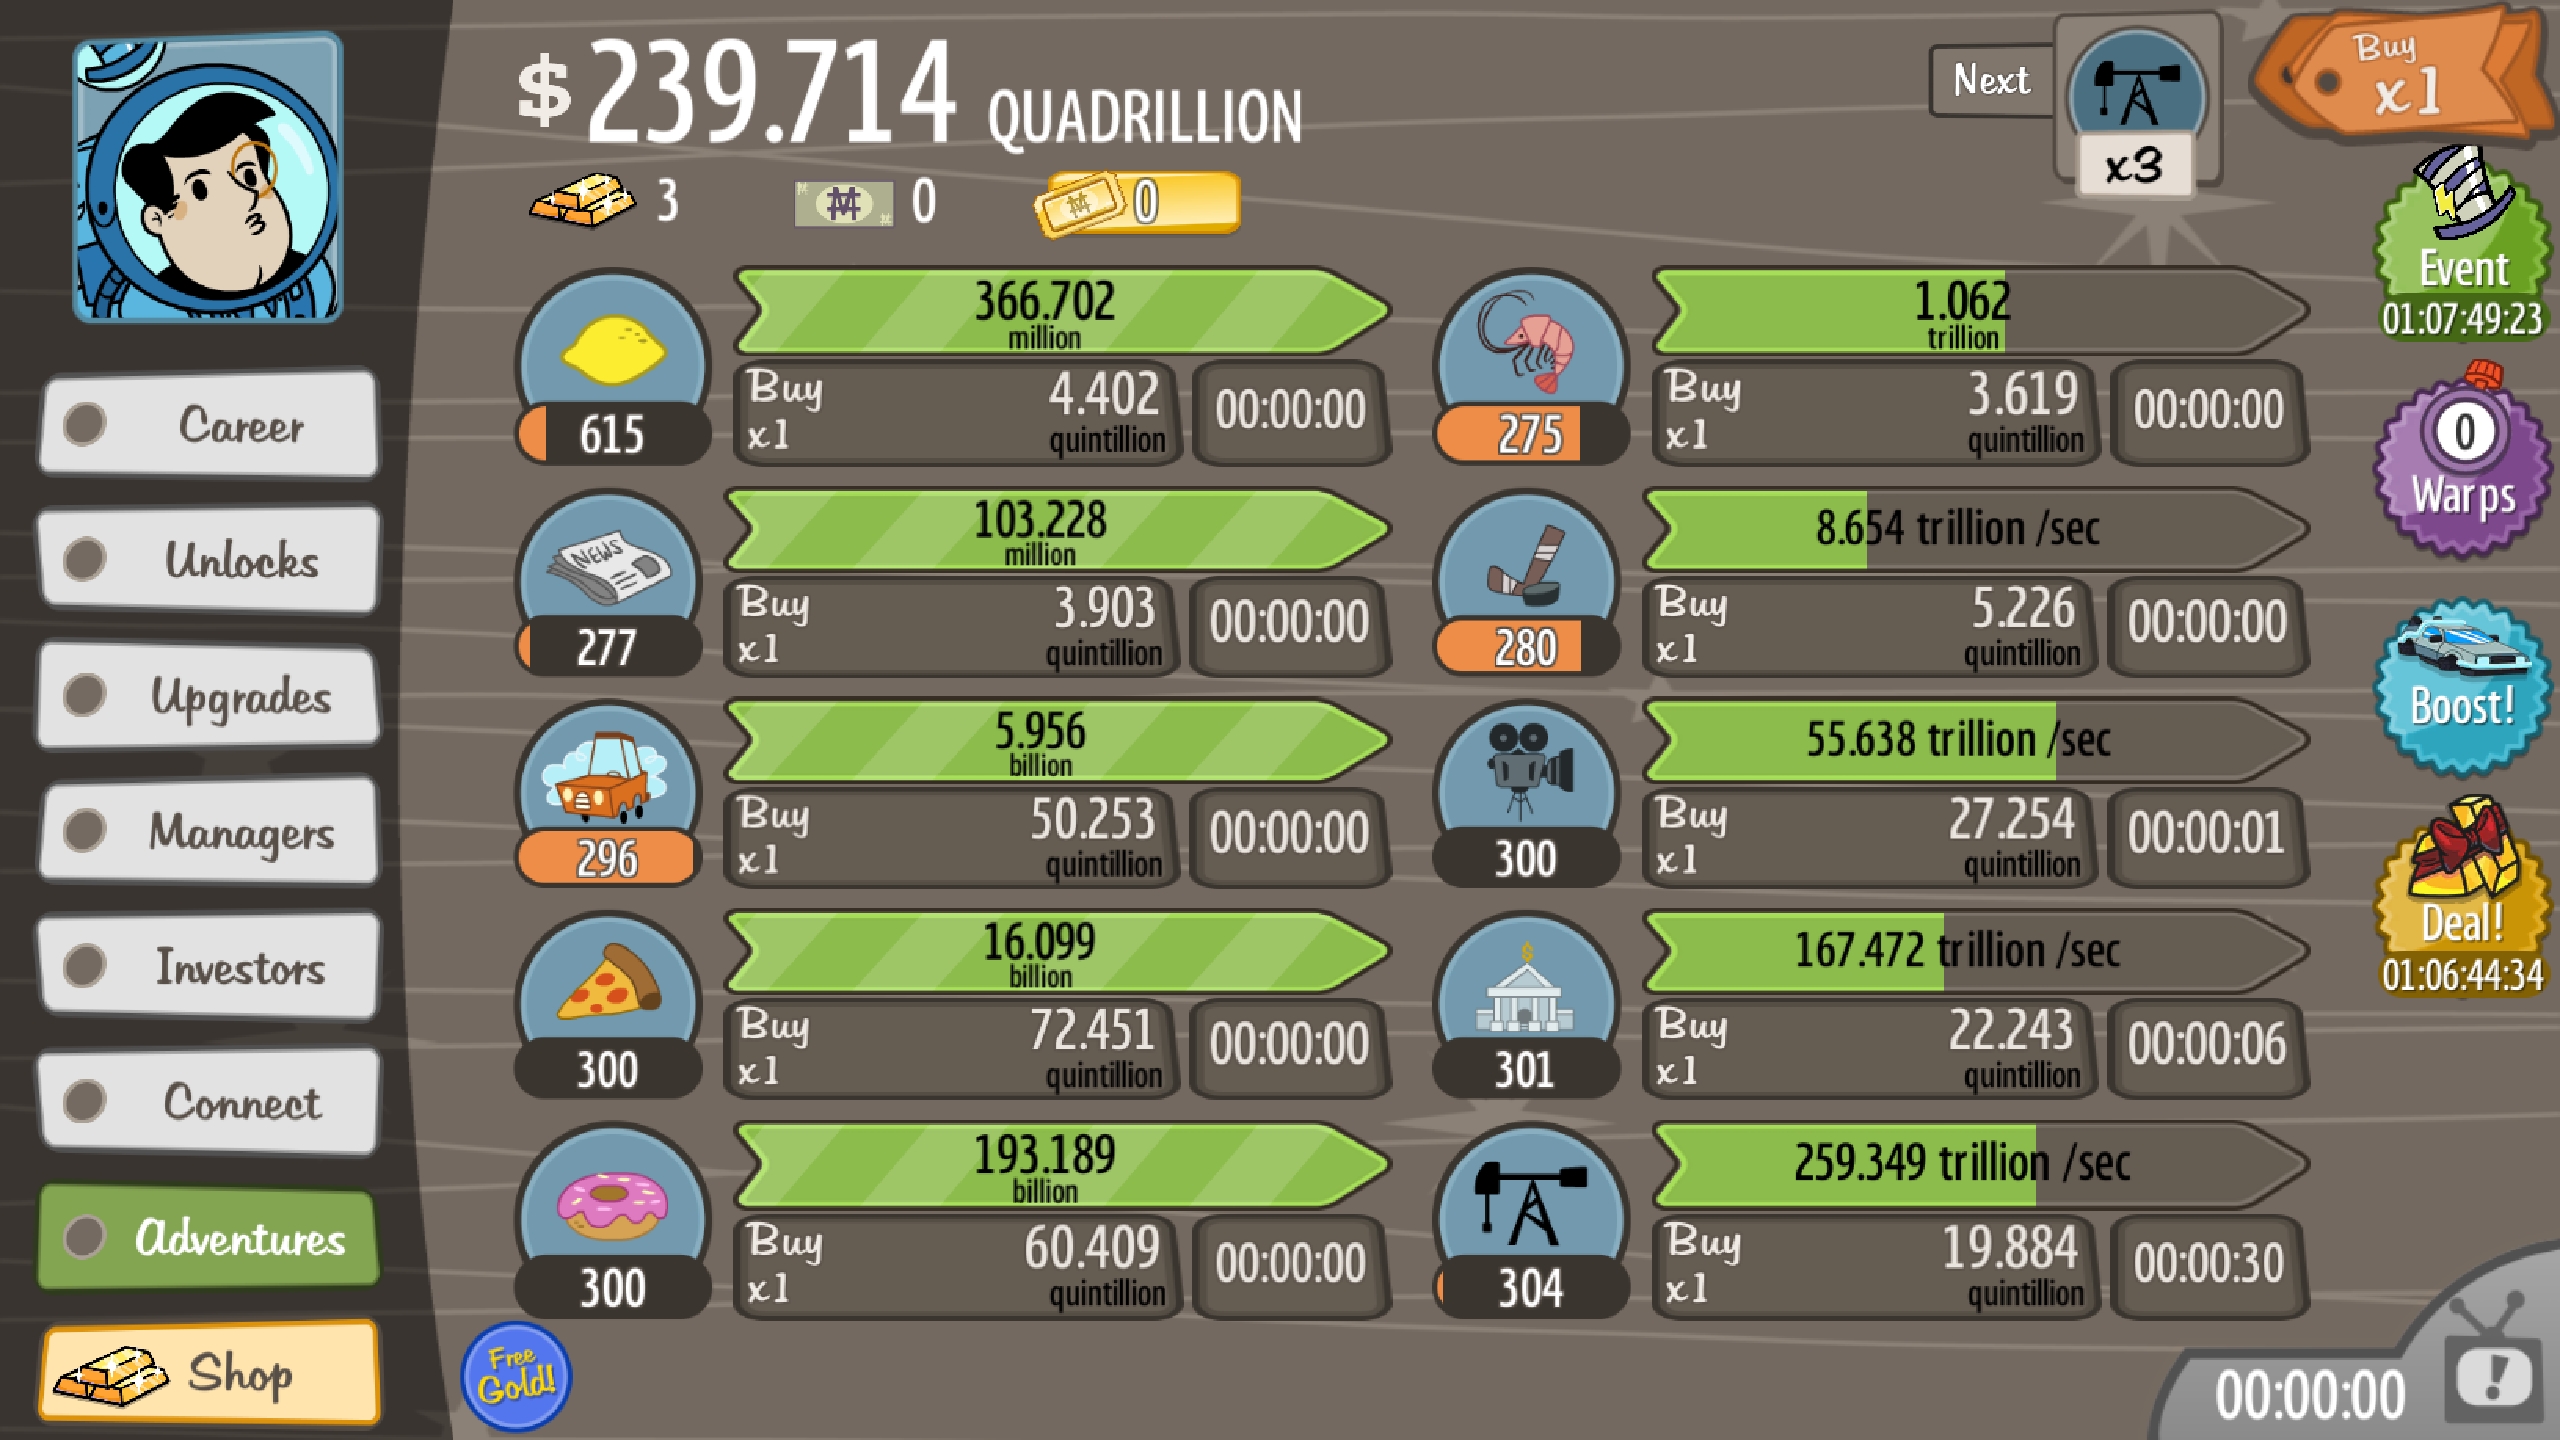 $239.714 QUADRILLION
3
0
0
Next
x3
Buy
x1
Event
01:07:49:23
0
Warps
Boost!
Deal!
01:06:44:34
Career
Unlocks
Upgrades
Managers
Investors
Connect
Adventures
Shop
615
366.702
million
Buy
x1
4.402
quintillion
00:00:00
NEWS
277
103.228
million
Buy
x1
3.903
quintillion
00:00:00
296
5.956
billion
Buy
x1
50.253
quintillion
00:00:00
300
16.099
billion
Buy
x1
72.451
quintillion
00:00:00
300
193.189
billion
Buy
x1
60.409
quintillion
00:00:00
275
1.062
trillion
Buy
x1
3.619
quintillion
00:00:00
280
8.654 trillion /sec
Buy
x1
5.226
quintillion
00:00:00
300
55.638 trillion /sec
Buy
x1
27.254
quintillion
00:00:01
301
167.472 trillion /sec
Buy
x1
22.243
quintillion
00:00:06
304
259.349 trillion /sec
Buy
x1
19.884
quintillion
00:00:30
Free
Gold!
00:00:00
!